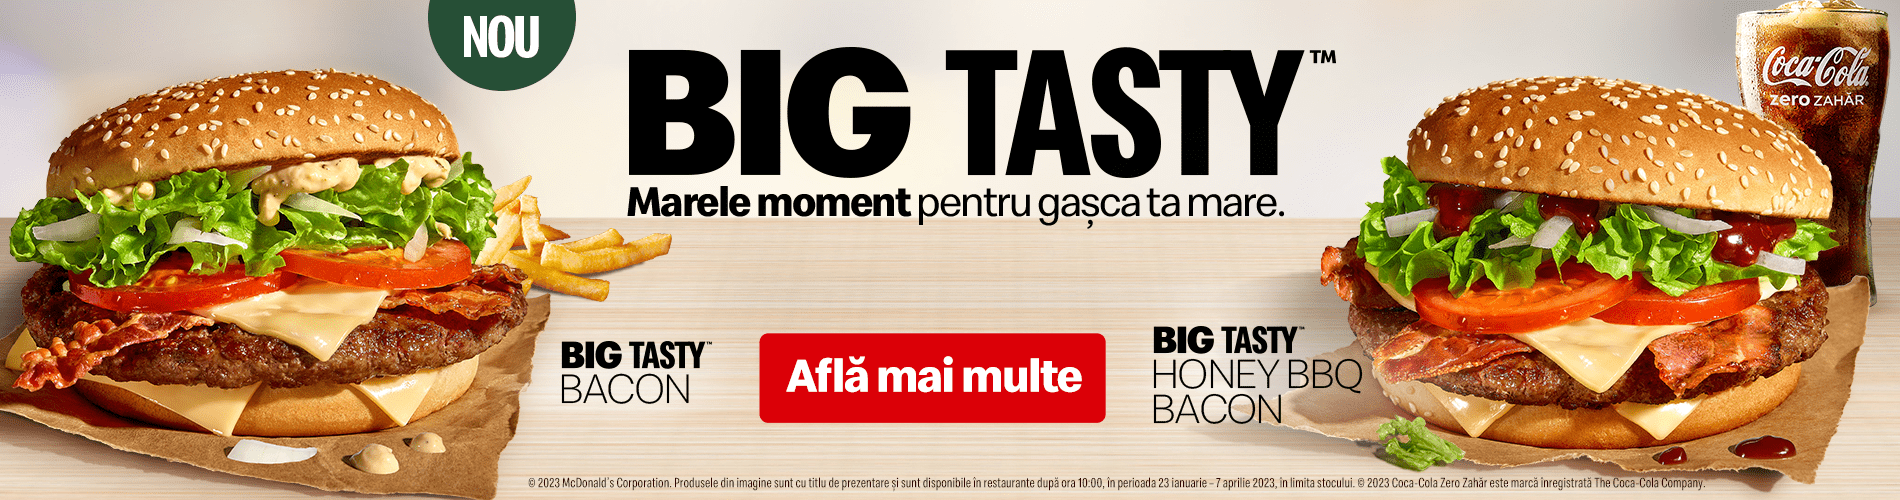 NOU
BIG TASTY™
Marele moment pentru gașca ta mare.
Coca-Cola
zero ZAHĂR
BIG TASTY™
BACON
Află mai multe
BIG TASTY™
HONEY BBQ
BACON
© 2023 McDonald's Corporation. Produsele din imagine sunt cu titlu de prezentare și sunt disponibile în restaurante după ora 10:00, în perioada 23 ianuarie – 7 aprilie 2023, în limita stocului. © 2023 Coca-Cola Zero Zahăr este marcă înregistrată The Coca-Cola Company.